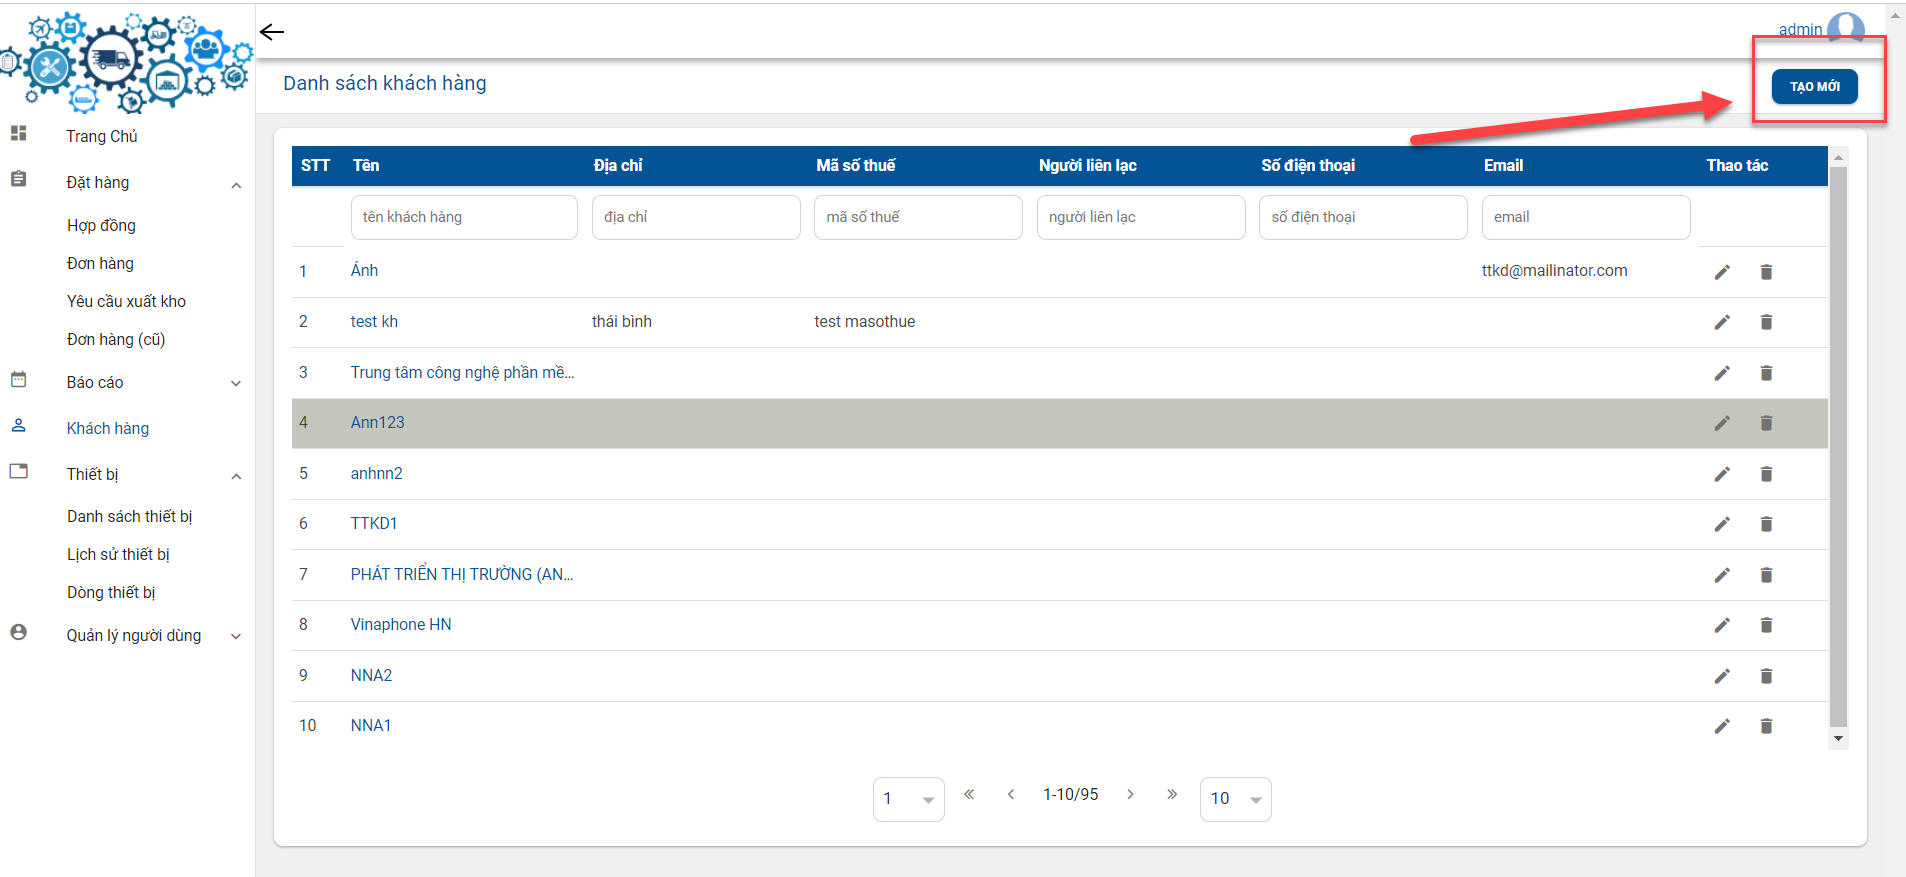 admin
Danh sách khách hàng
TẠO MỚI
Trang Chủ
Đặt hàng
Hợp đồng
Đơn hàng
Yêu cầu xuất kho
Đơn hàng (cũ)
Báo cáo
Khách hàng
Thiết bị
Danh sách thiết bị
Lịch sử thiết bị
Dòng thiết bị
Quản lý người dùng
STT Tên Địa chỉ Mã số thuế Người liên lạc Số điện thoại Email Thao tác
tên khách hàng địa chỉ mã số thuế người liên lạc số điện thoại email
1 Ánh ttkd@mailinator.com
2 test kh thái bình test masothue
3 Trung tâm công nghệ phần mề...
4 Ann123
5 anhnn2
6 TTKD1
7 PHÁT TRIỂN THỊ TRƯỜNG (AN...
8 Vinaphone HN
9 NNA2
10 NNA1
1 « ‹ 1-10/95 › » 10